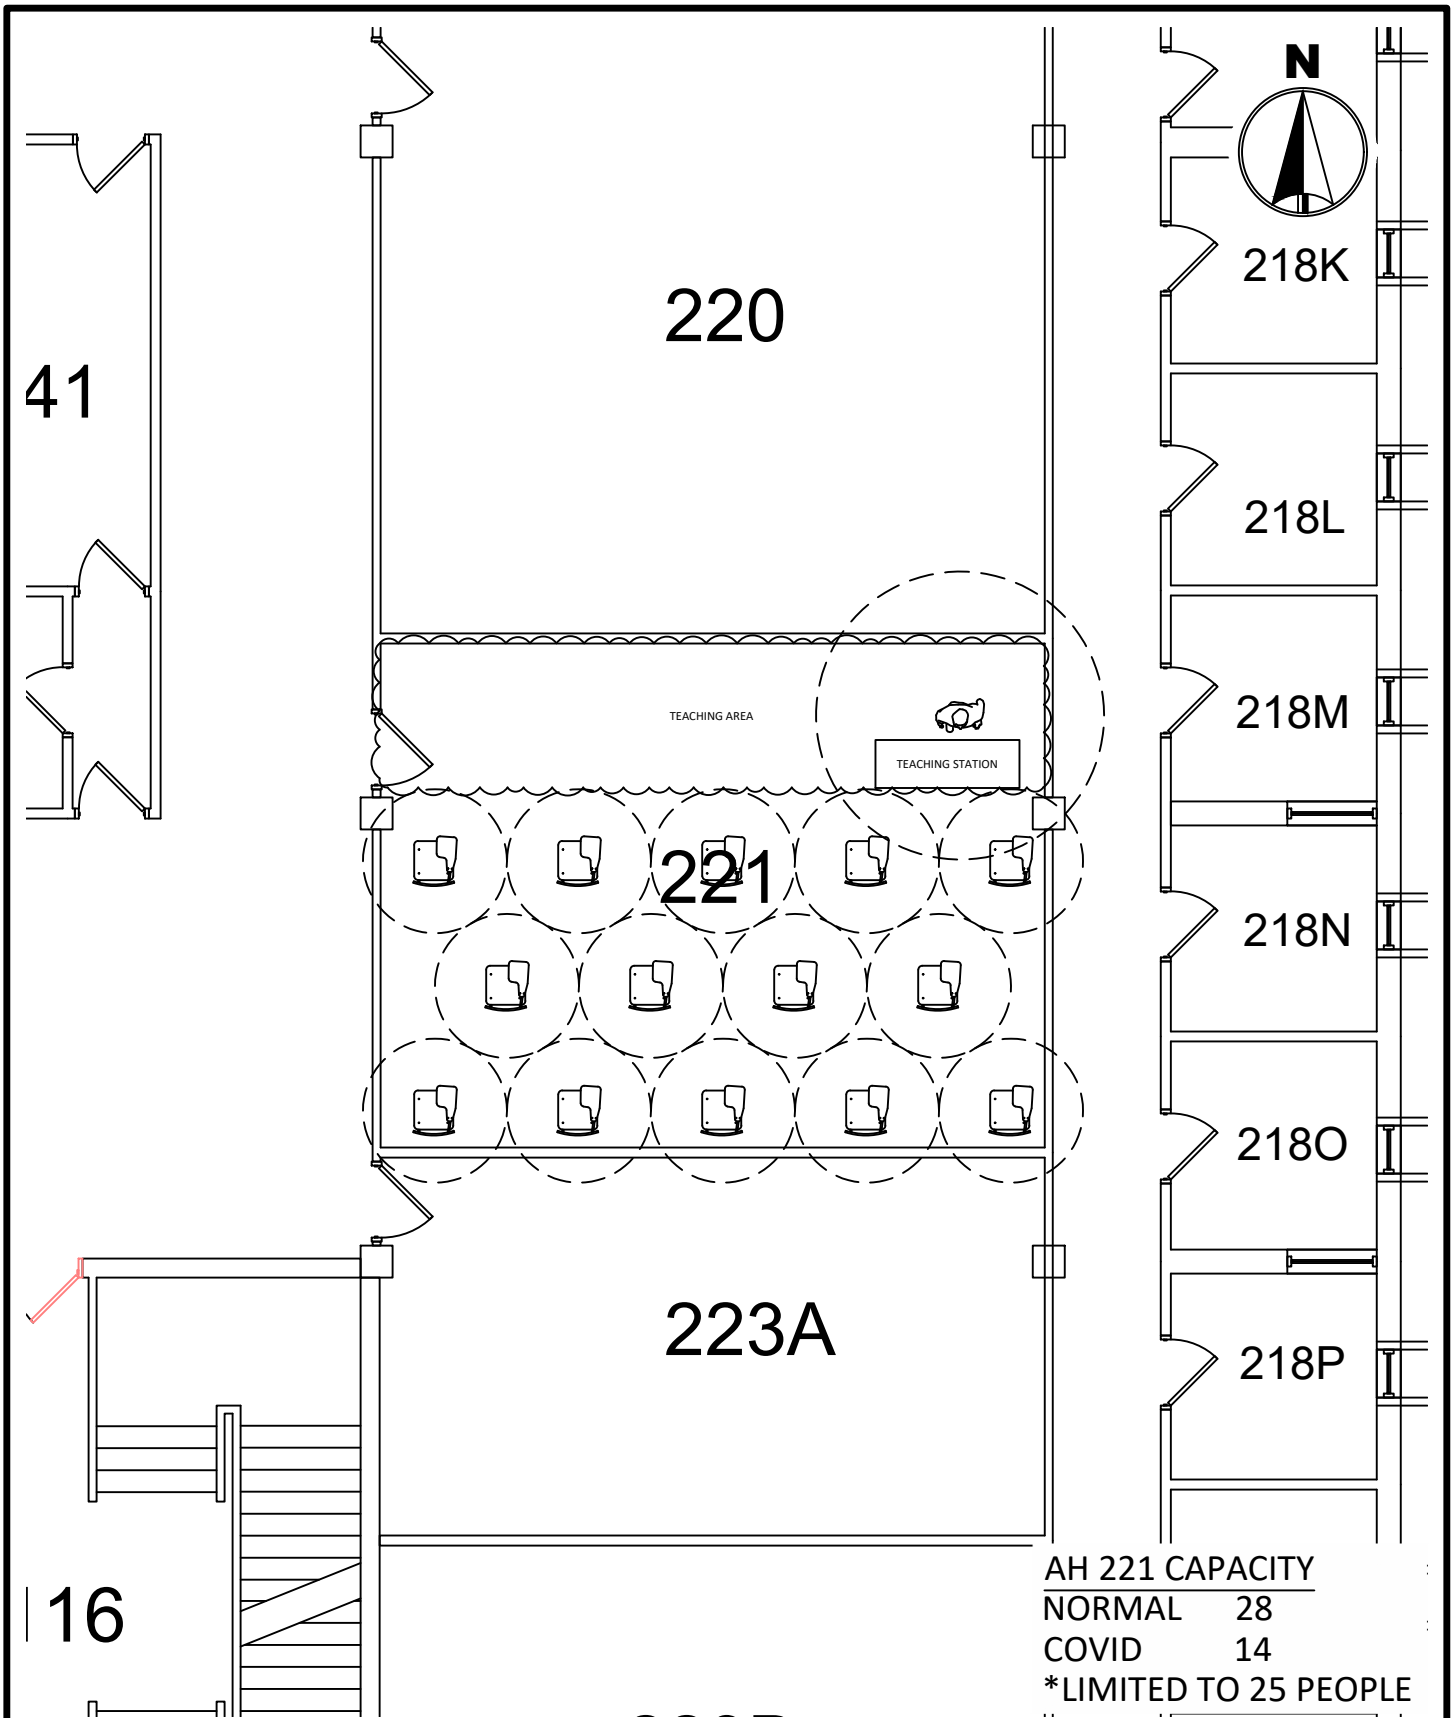 N
218K
220
41
218L
218M
TEACHING AREA
TEACHING STATION
221
218N
218O
223A
218P
AH 221 CAPACITY
NORMAL 28
COVID 14
*LIMITED TO 25 PEOPLE
16